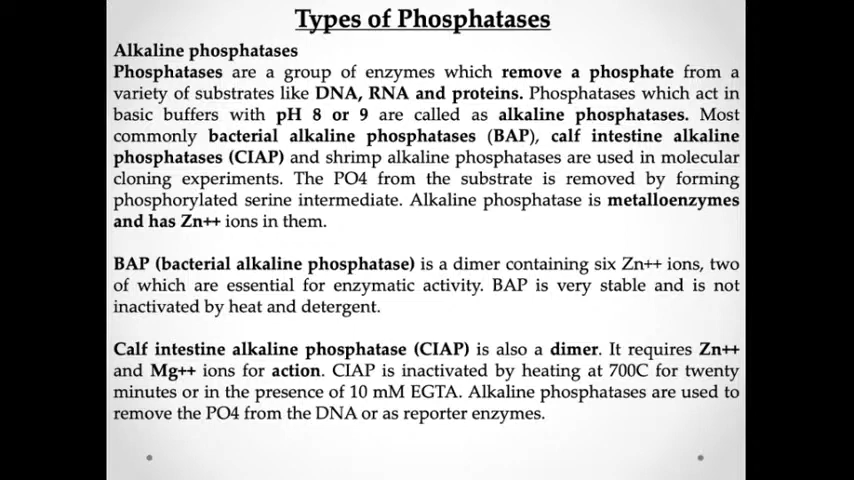 Types of Phosphatases
Alkaline phosphatases
Phosphatases are a group of enzymes which remove a phosphate from a
variety of substrates like DNA, RNA and proteins. Phosphatases which act in
basic buffers with pH 8 or 9 are called as alkaline phosphatases. Most
commonly bacterial alkaline phosphatases (BAP), calf intestine alkaline
phosphatases (CIAP) and shrimp alkaline phosphatases are used in molecular
cloning experiments. The PO4 from the substrate is removed by forming
phosphorylated serine intermediate. Alkaline phosphatase is metalloenzymes
and has Zn++ ions in them.
BAP (bacterial alkaline phosphatase) is a dimer containing six Zn++ ions, two
of which are essential for enzymatic activity. BAP is very stable and is not
inactivated by heat and detergent.
Calf intestine alkaline phosphatase (CIAP) is also a dimer. It requires Zn++
and Mg++ ions for action. CIAP is inactivated by heating at 700C for twenty
minutes or in the presence of 10 mM EGTA. Alkaline phosphatases are used to
remove the PO4 from the DNA or as reporter enzymes.